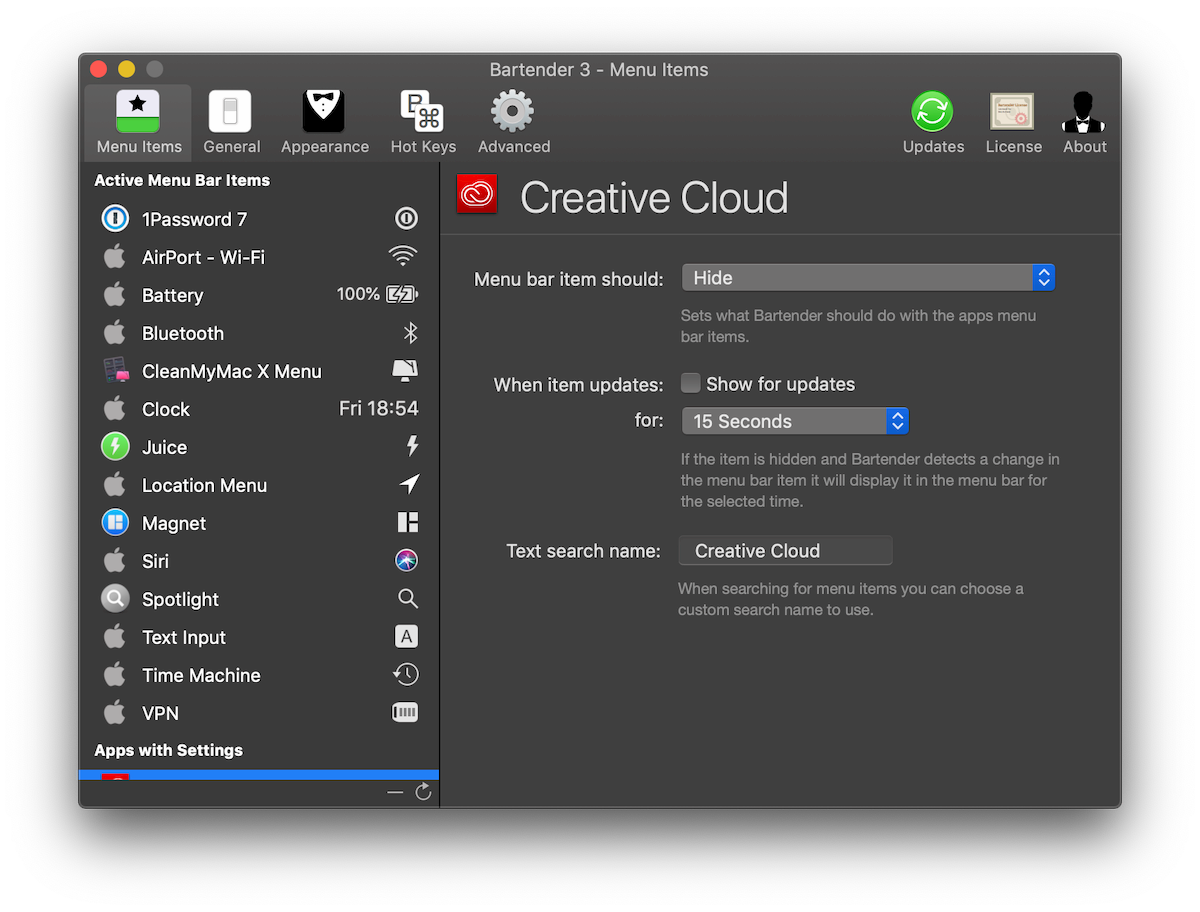 Bartender 3 - Menu Items
Menu Items
General
Appearance
Hot Keys
Advanced
Updates
License
About
Active Menu Bar Items
1Password 7
AirPort - Wi-Fi
Battery 100%
Bluetooth
CleanMyMac X Menu
Clock Fri 18:54
Juice
Location Menu
Magnet
Siri
Spotlight
Text Input A
Time Machine
VPN
Apps with Settings
Creative Cloud
Menu bar item should: Hide
Sets what Bartender should do with the apps menu
bar items.
When item updates: Show for updates
for: 15 Seconds
If the item is hidden and Bartender detects a change in
the menu bar item it will display it in the menu bar for
the selected time.
Text search name: Creative Cloud
When searching for menu items you can choose a
custom search name to use.